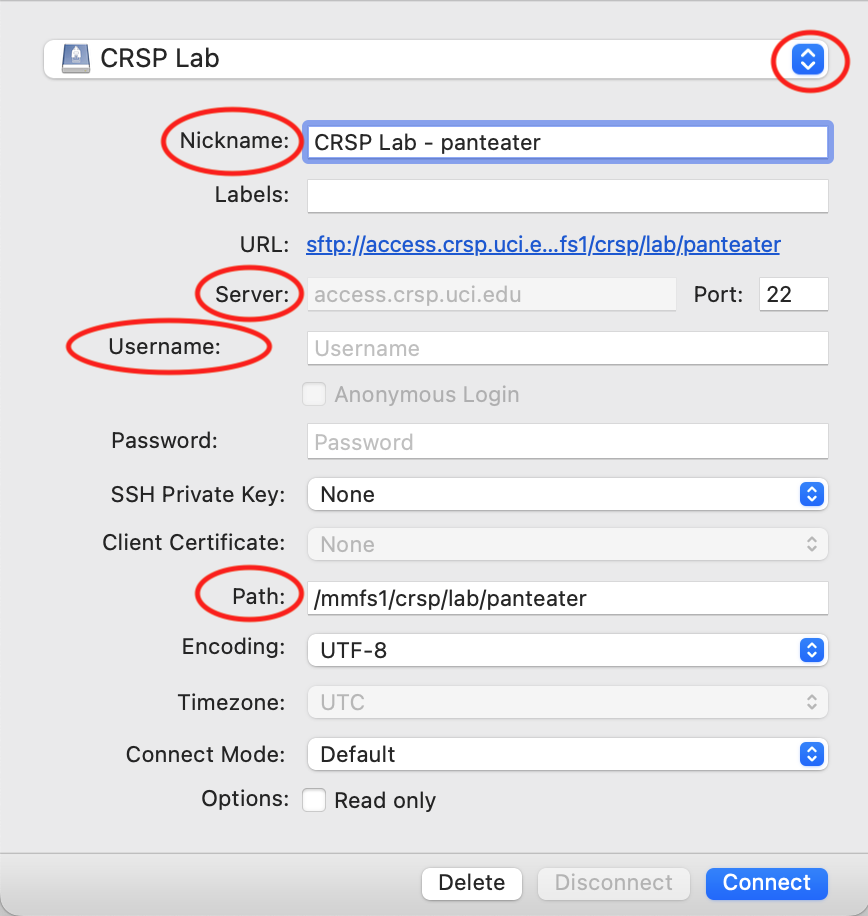 CRSP Lab
Nickname: CRSP Lab - panteater
Labels:
URL: sftp://access.crsp.uci.e...fs1/crsp/lab/panteater
Server: access.crsp.uci.edu Port: 22
Username: Username
Anonymous Login
Password: Password
SSH Private Key: None
Client Certificate: None
Path: /mmfs1/crsp/lab/panteater
Encoding: UTF-8
Timezone: UTC
Connect Mode: Default
Options: Read only
Delete Disconnect Connect